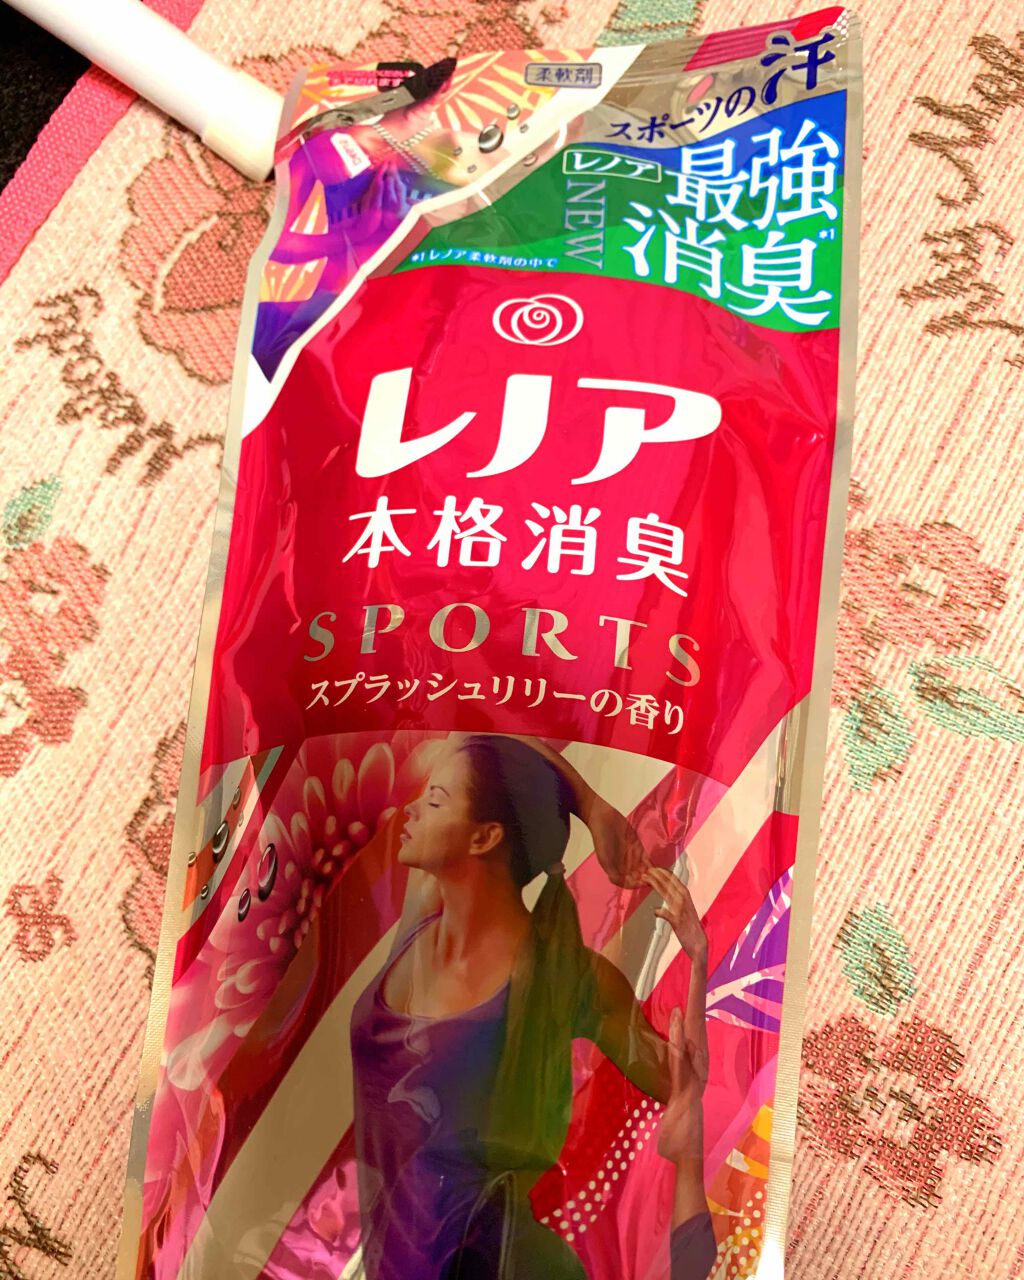 柔軟剤
スポーツの汗
レノア
最強
消臭*1
NEW
*1 レノア柔軟剤の中で
レノア
本格消臭
SPORTS
スプラッシュリリーの香り